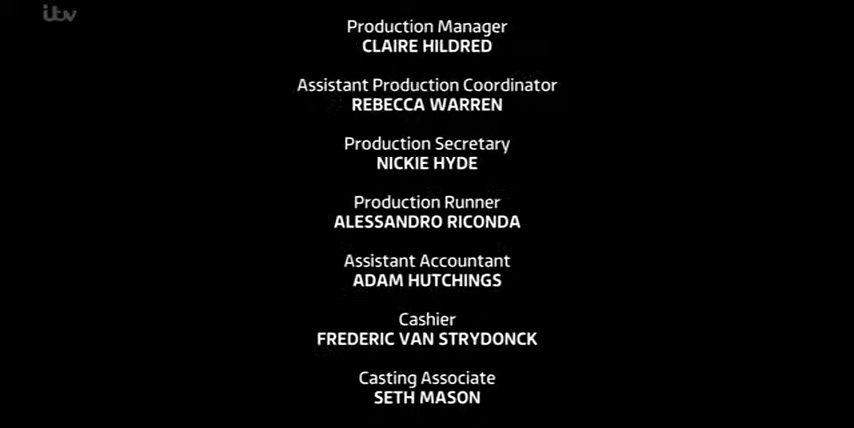 itv
Production Manager
CLAIRE HILDRED
Assistant Production Coordinator
REBECCA WARREN
Production Secretary
NICKIE HYDE
Production Runner
ALESSANDRO RICONDA
Assistant Accountant
ADAM HUTCHINGS
Cashier
FREDERIC VAN STRYDONCK
Casting Associate
SETH MASON